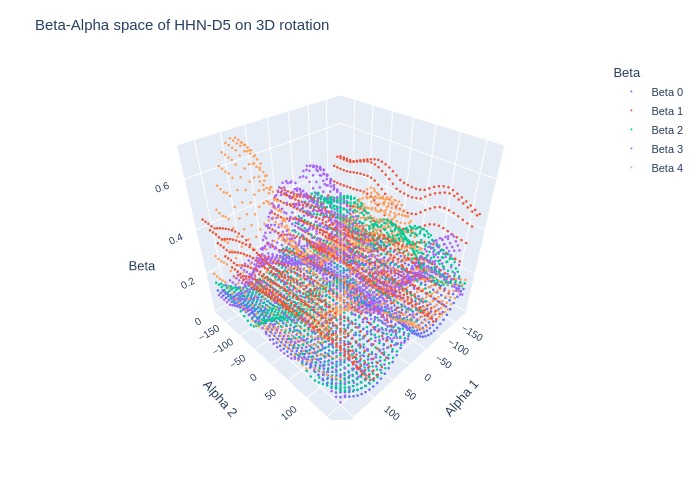 Beta-Alpha space of HHN-D5 on 3D rotation
Beta
Beta 0
Beta 1
Beta 2
Beta 3
Beta 4
0.6
0.4
0.2
0
Beta
−150
−100
−50
0
50
100
Alpha 2
−150
−100
−50
0
50
100
Alpha 1